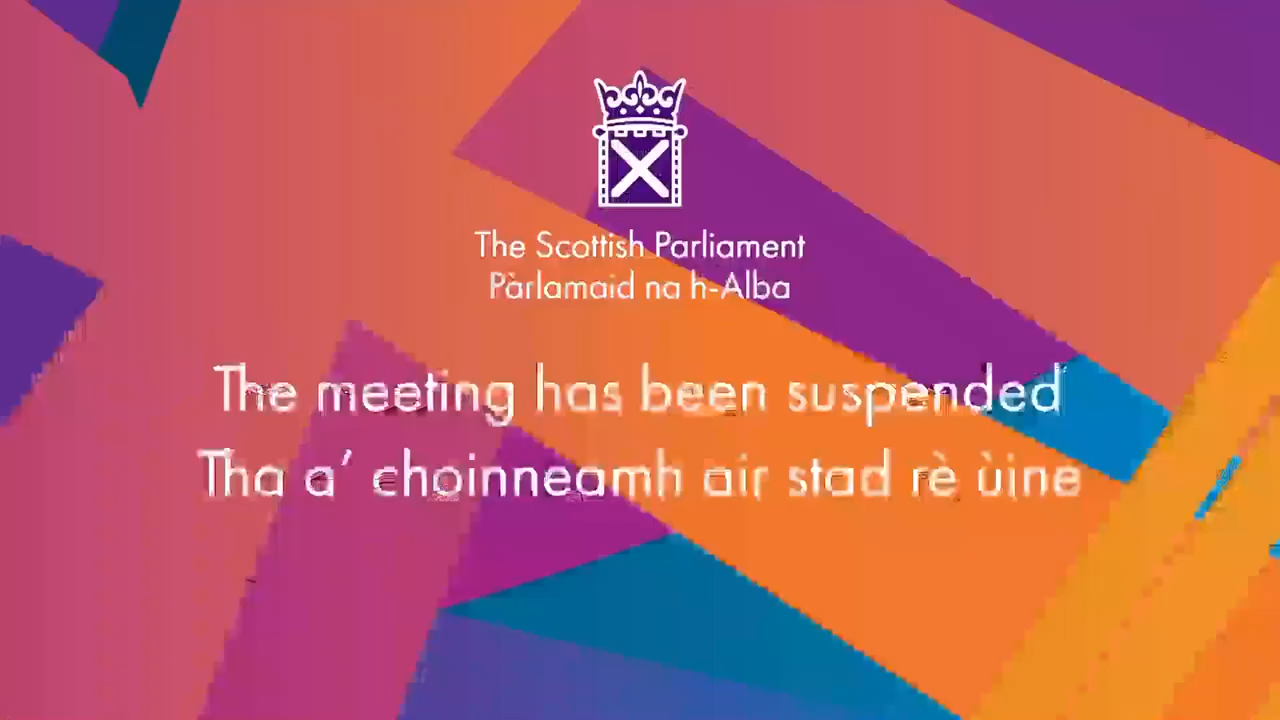 The Scottish Parliament
Pàrlamaid na h-Alba
The meeting has been suspended
Tha a’ choinneamh air stad rè ùine